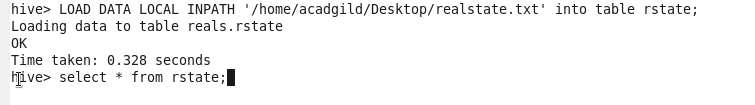 hive> LOAD DATA LOCAL INPATH '/home/acadgild/Desktop/realstate.txt' into table rstate;
Loading data to table reals.rstate
OK
Time taken: 0.328 seconds
hive> select * from rstate;